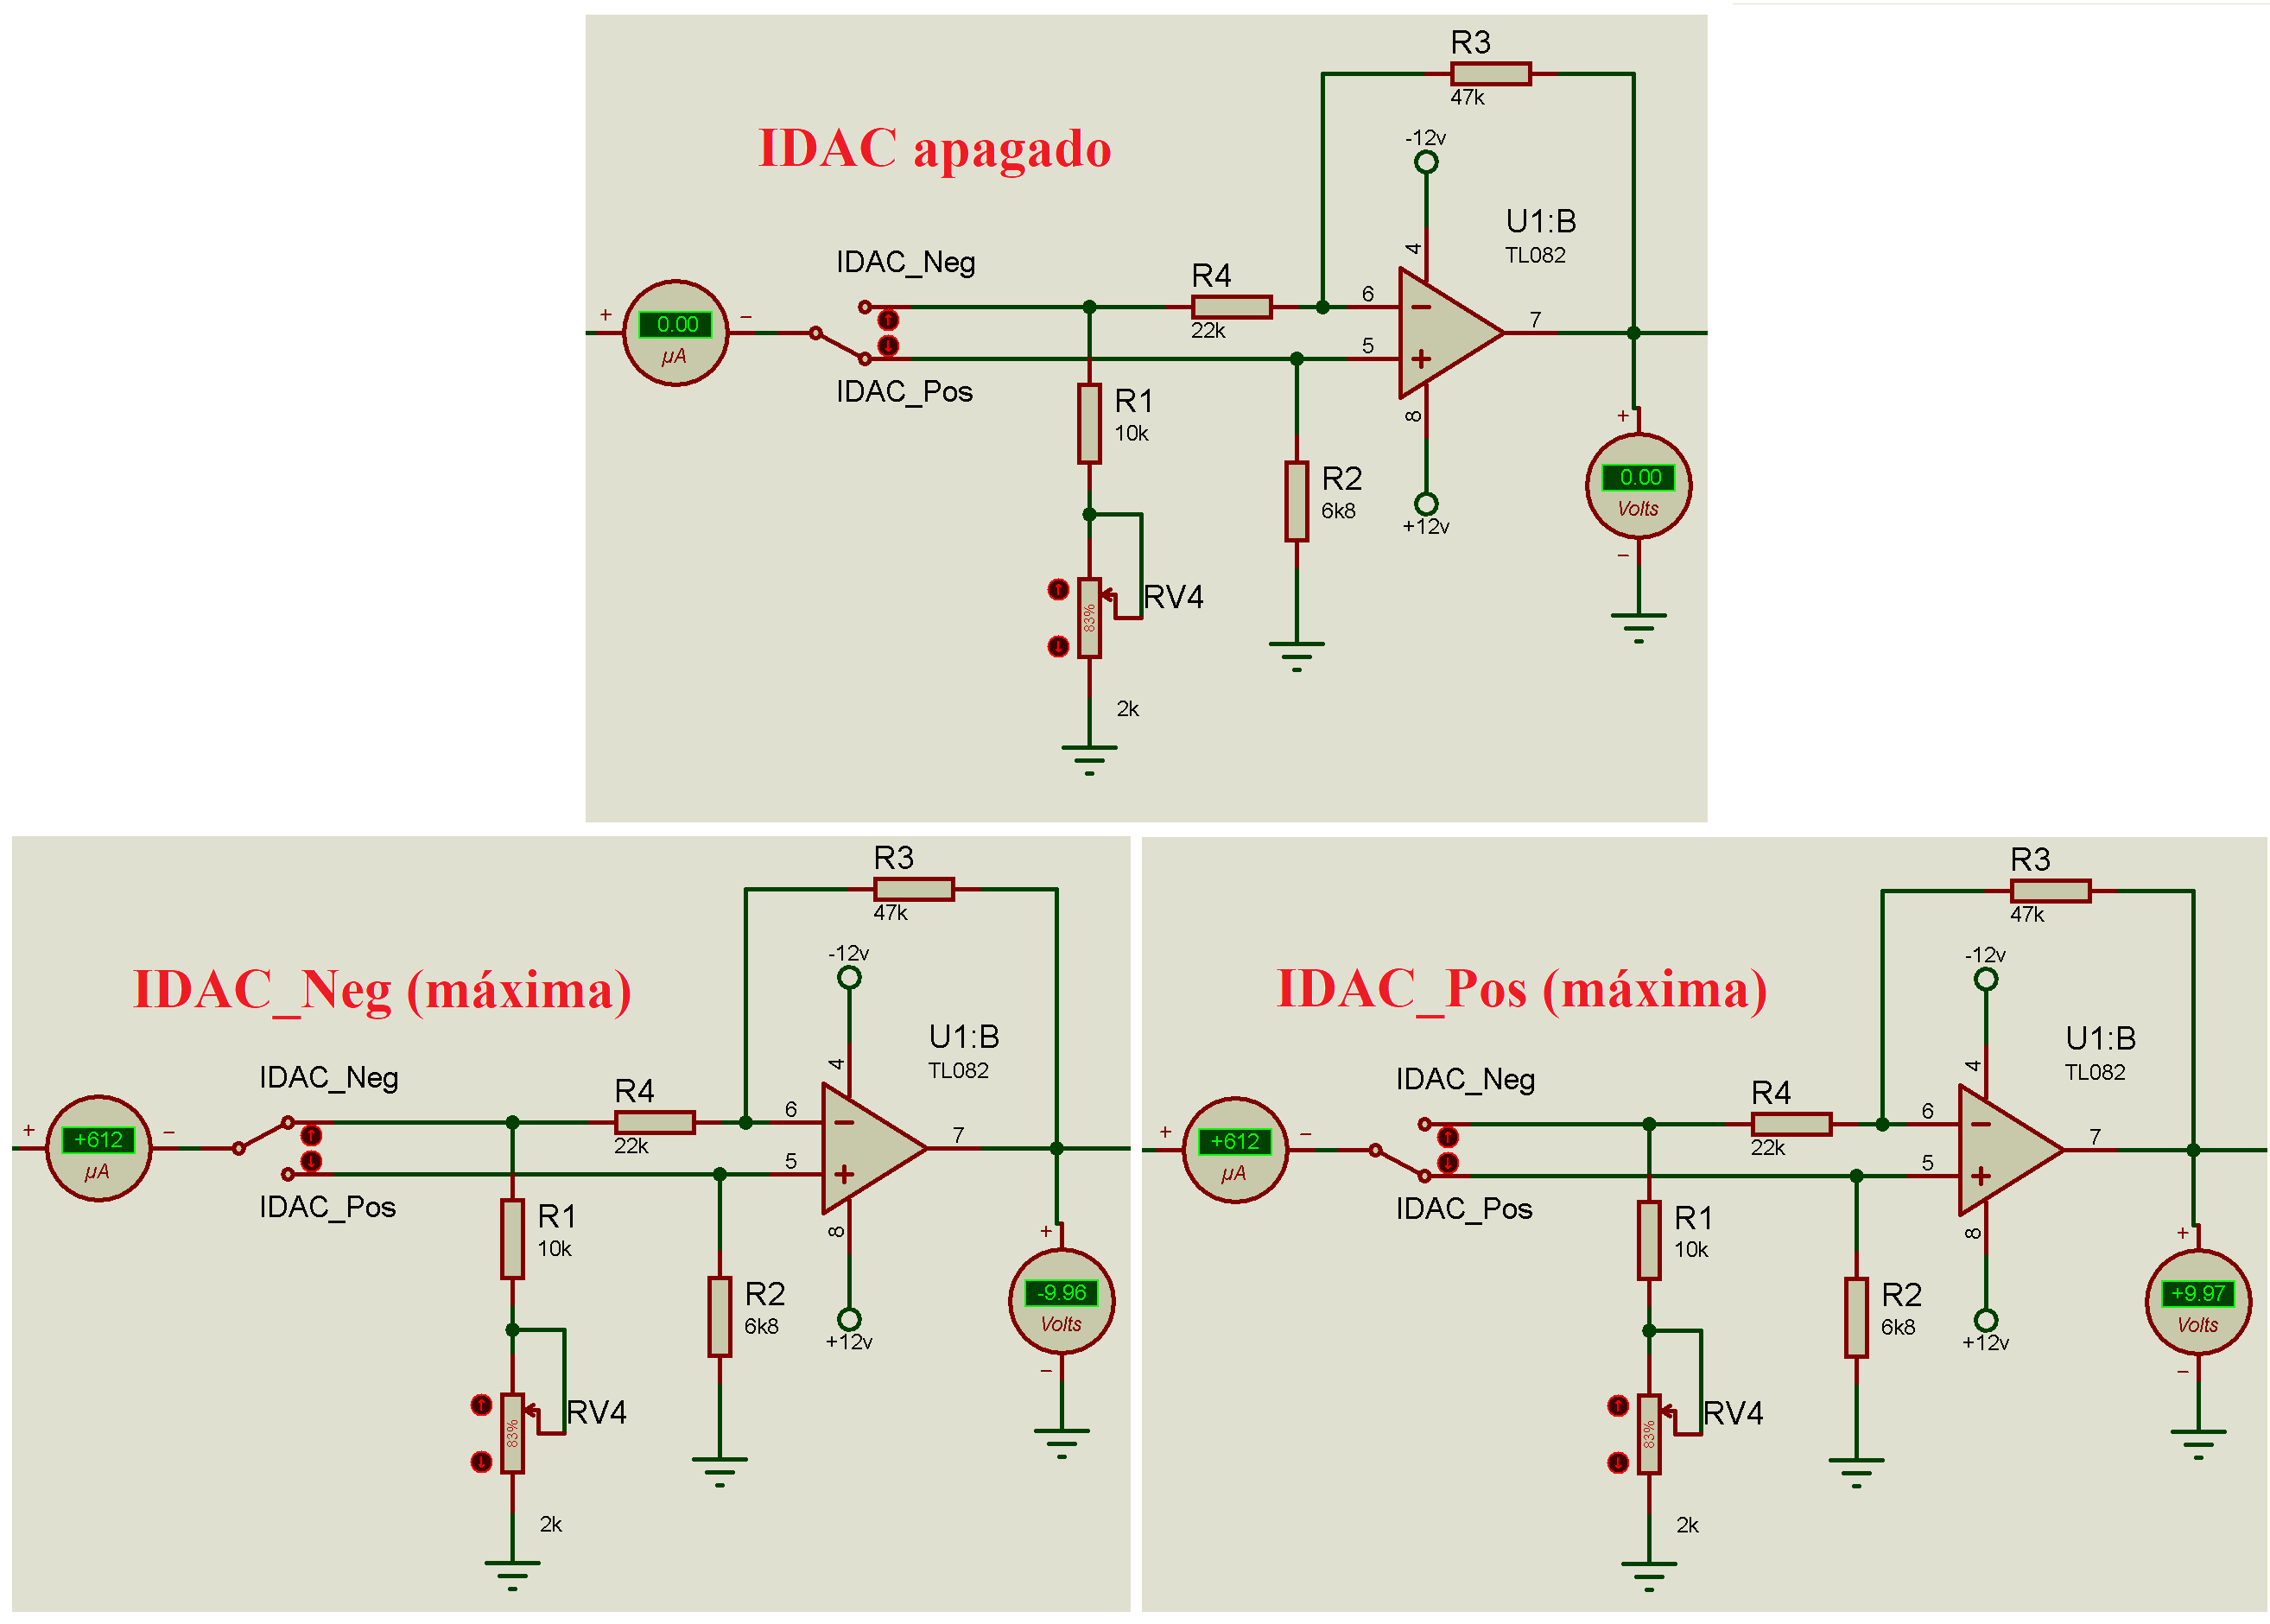 R3
47k
IDAC apagado
-12v
4
U1:B
TL082
IDAC_Neg
R4
22k
6
+
0.00
µA
−
7
5
IDAC_Pos
R1
10k
8
+12v
R2
6k8
+
0.00
Volts
−
83%
RV4
2k
R3
47k
IDAC_Neg (máxima)
-12v
4
U1:B
TL082
IDAC_Neg
R4
22k
6
+
+612
µA
−
7
5
IDAC_Pos
R1
10k
8
+12v
R2
6k8
+
-9.96
Volts
−
83%
RV4
2k
R3
47k
IDAC_Pos (máxima)
-12v
4
U1:B
TL082
IDAC_Neg
R4
22k
6
+
+612
µA
−
7
5
IDAC_Pos
R1
10k
8
+12v
R2
6k8
+
+9.97
Volts
−
83%
RV4
2k